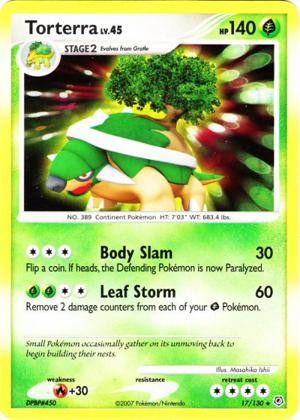 Torterra LV.45
HP 140
STAGE2 Evolves from Grotle
NO. 389 Continent Pokémon HT: 7'03" WT: 683.4 lbs.
Body Slam 30
Flip a coin. If heads, the Defending Pokémon is now Paralyzed.
Leaf Storm 60
Remove 2 damage counters from each of your Pokémon.
Small Pokémon occasionally gather on its unmoving back to
begin building their nests.
Illus. Masahiko Ishii
weakness resistance retreat cost
+30
DPBP#450 ©2007 Pokémon/Nintendo 17/130